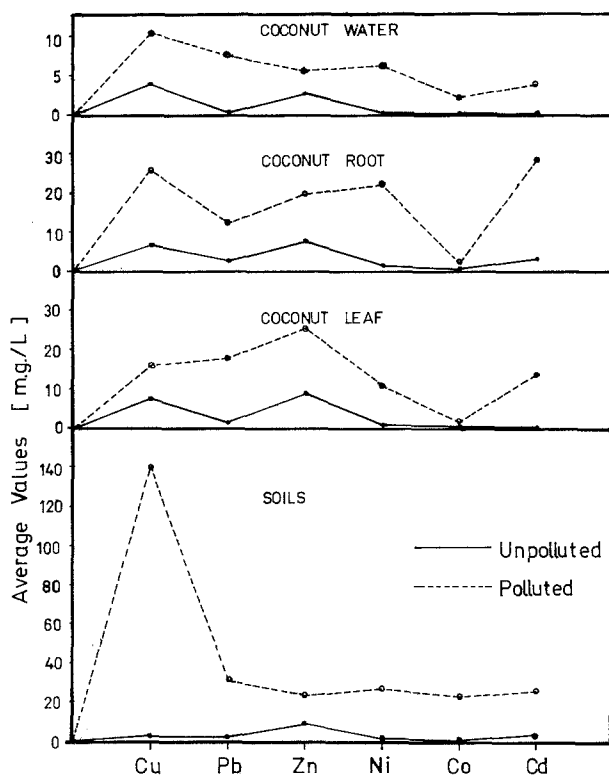 COCONUT WATER
10
5
0
COCONUT ROOT
30
20
10
0
COCONUT LEAF
30
20
10
0
SOILS
140
120
100
80
60
40
20
0
Unpolluted
Polluted
Average Values [ m.g./L ]
Cu Pb Zn Ni Co Cd